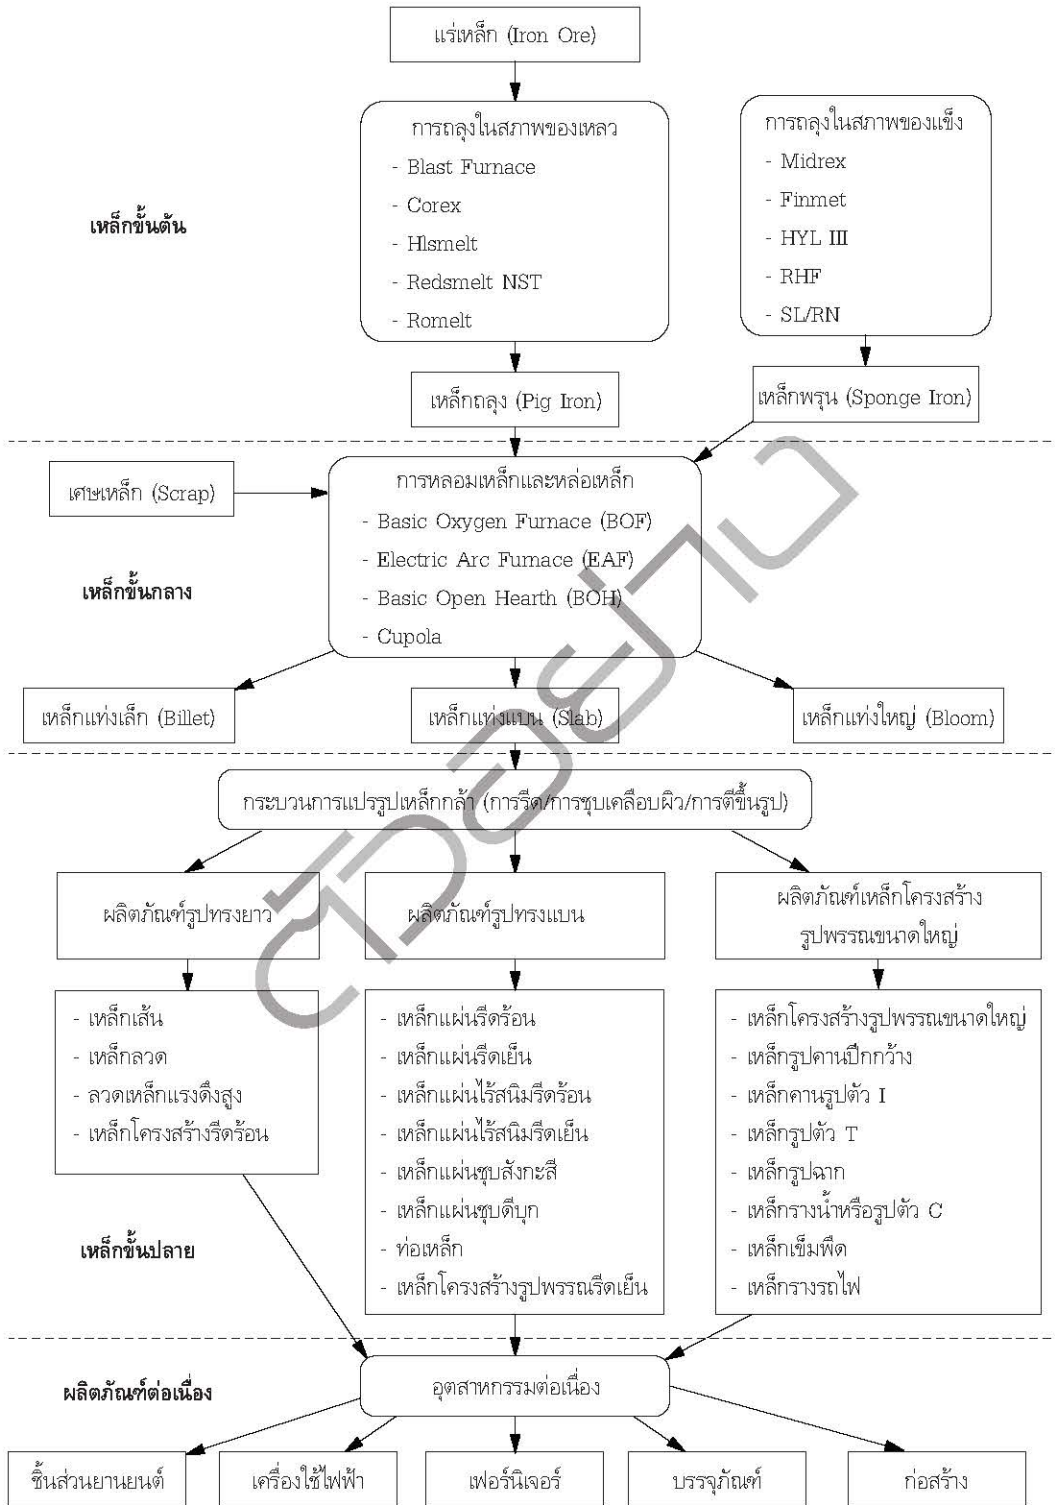 แร่เหล็ก (Iron Ore)
การถลุงในสภาพของเหลว
- Blast Furnace
- Corex
- Hlsmelt
- Redsmelt NST
- Romelt
การถลุงในสภาพของแข็ง
- Midrex
- Finmet
- HYL III
- RHF
- SL/RN
เหล็กขั้นต้น
เหล็กถลุง (Pig Iron)
เหล็กพรุน (Sponge Iron)
เศษเหล็ก (Scrap)
การหลอมเหล็กและหล่อเหล็ก
- Basic Oxygen Furnace (BOF)
- Electric Arc Furnace (EAF)
- Basic Open Hearth (BOH)
- Cupola
เหล็กขั้นกลาง
เหล็กแท่งเล็ก (Billet)
เหล็กแท่งแบน (Slab)
เหล็กแท่งใหญ่ (Bloom)
กระบวนการแปรรูปเหล็กกล้า (การรีด/การชุบเคลือบผิว/การตีขึ้นรูป)
ผลิตภัณฑ์รูปทรงยาว
ผลิตภัณฑ์รูปทรงแบน
ผลิตภัณฑ์เหล็กโครงสร้าง
รูปพรรณขนาดใหญ่
- เหล็กเส้น
- เหล็กลวด
- ลวดเหล็กแรงดึงสูง
- เหล็กโครงสร้างรีดร้อน
- เหล็กแผ่นรีดร้อน
- เหล็กแผ่นรีดเย็น
- เหล็กแผ่นไร้สนิมรีดร้อน
- เหล็กแผ่นไร้สนิมรีดเย็น
- เหล็กแผ่นชุบสังกะสี
- เหล็กแผ่นชุบดีบุก
- ท่อเหล็ก
- เหล็กโครงสร้างรูปพรรณรีดเย็น
- เหล็กโครงสร้างรูปพรรณขนาดใหญ่
- เหล็กรูปคานปีกกว้าง
- เหล็กคานรูปตัว I
- เหล็กรูปตัว T
- เหล็กรูปฉาก
- เหล็กรางน้ำหรือรูปตัว C
- เหล็กเข็มพืด
- เหล็กรางรถไฟ
เหล็กขั้นปลาย
ผลิตภัณฑ์ต่อเนื่อง
อุตสาหกรรมต่อเนื่อง
ชิ้นส่วนยานยนต์
เครื่องใช้ไฟฟ้า
เฟอร์นิเจอร์
บรรจุภัณฑ์
ก่อสร้าง
ตัวอย่าง